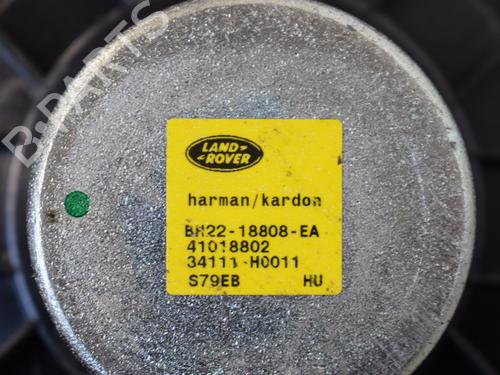 B-PARTS
LAND
ROVER
harman/kardon
BH22-18808-EA
41018802
34111-H0011
S79EB HU